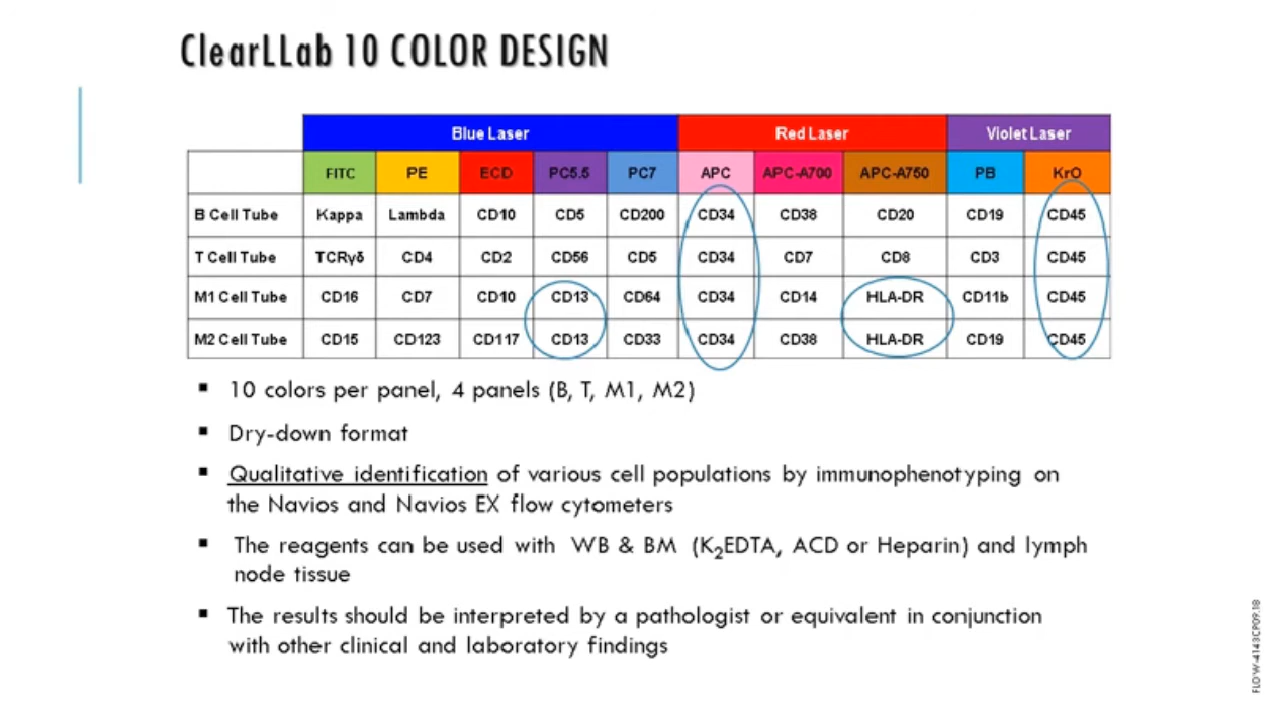 ClearLLab 10 COLOR DESIGN
Blue Laser Red Laser Violet Laser
FITC PE ECD PC5.5 PC7 APC APC-A700 APC-A750 PB KrO
B Cell Tube Kappa Lambda CD10 CD5 CD200 CD34 CD38 CD20 CD19 CD45
T Cell Tube TCRγδ CD4 CD2 CD56 CD5 CD34 CD7 CD8 CD3 CD45
M1 Cell Tube CD16 CD7 CD10 CD13 CD64 CD34 CD14 HLA-DR CD11b CD45
M2 Cell Tube CD15 CD123 CD117 CD13 CD33 CD34 CD38 HLA-DR CD19 CD45
▪ 10 colors per panel, 4 panels (B, T, M1, M2)
▪ Dry-down format
▪ Qualitative identification of various cell populations by immunophenotyping on
the Navios and Navios EX flow cytometers
▪ The reagents can be used with WB & BM (K₂EDTA, ACD or Heparin) and lymph
node tissue
▪ The results should be interpreted by a pathologist or equivalent in conjunction
with other clinical and laboratory findings
FLOW-4143CP09.18